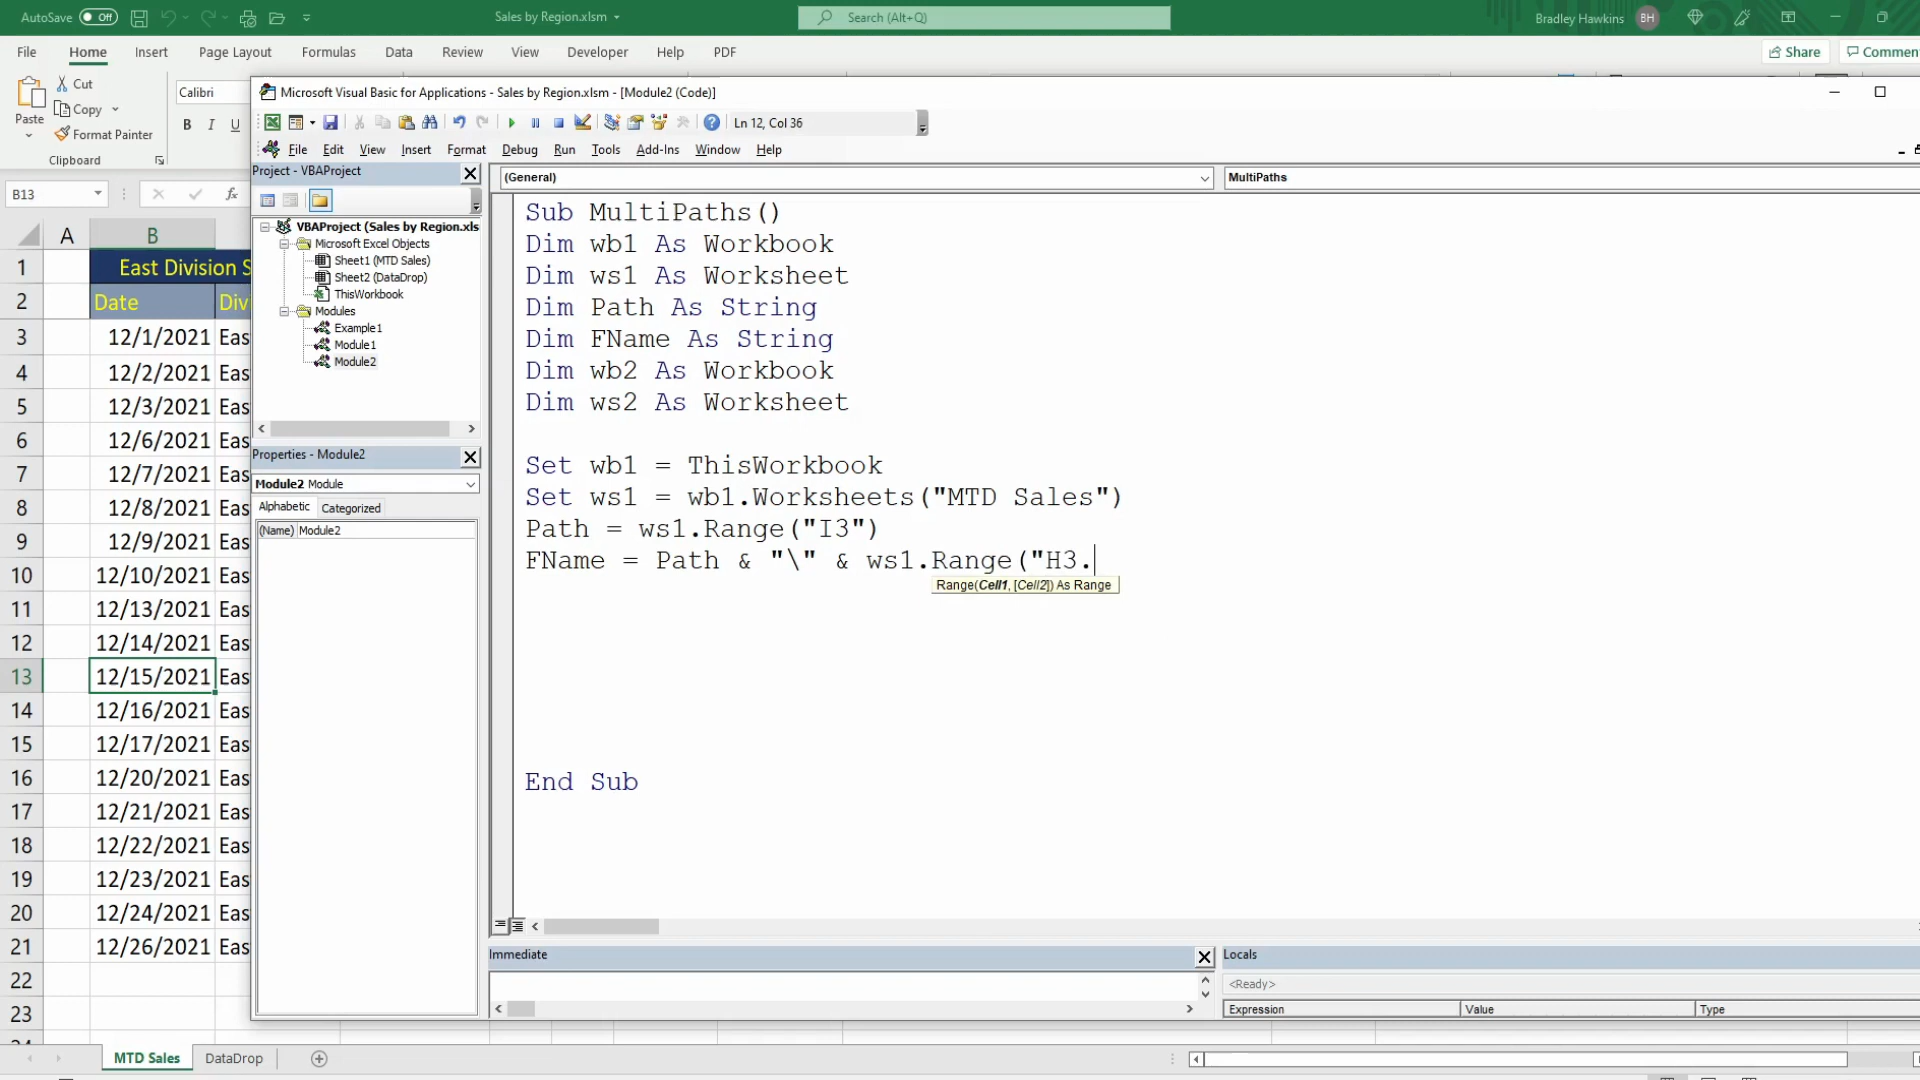 AutoSave Off Sales by Region.xlsm Search (Alt+Q) Bradley Hawkins BH
File Home Insert Page Layout Formulas Data Review View Developer Help PDF Share Commen
Paste Cut Copy Format Painter
Clipboard
Calibri
B I U
B13 fx
A B
1 East Division S
2 Date Div
3 12/1/2021 Eas
4 12/2/2021 Eas
5 12/3/2021 Eas
6 12/6/2021 Eas
7 12/7/2021 Eas
8 12/8/2021 Eas
9 12/9/2021 Eas
10 12/10/2021 Eas
11 12/13/2021 Eas
12 12/14/2021 Eas
13 12/15/2021 Eas
14 12/16/2021 Eas
15 12/17/2021 Eas
16 12/20/2021 Eas
17 12/21/2021 Eas
18 12/22/2021 Eas
19 12/23/2021 Eas
20 12/24/2021 Eas
21 12/26/2021 Eas
22
23
MTD Sales DataDrop
Microsoft Visual Basic for Applications - Sales by Region.xlsm - [Module2 (Code)]
Ln 12, Col 36
File Edit View Insert Format Debug Run Tools Add-Ins Window Help
Project - VBAProject
VBAProject (Sales by Region.xls
Microsoft Excel Objects
Sheet1 (MTD Sales)
Sheet2 (DataDrop)
ThisWorkbook
Modules
Example1
Module1
Module2
Properties - Module2
Module2 Module
Alphabetic Categorized
(Name) Module2
(General) MultiPaths
Sub MultiPaths()
Dim wb1 As Workbook
Dim ws1 As Worksheet
Dim Path As String
Dim FName As String
Dim wb2 As Workbook
Dim ws2 As Worksheet
Set wb1 = ThisWorkbook
Set ws1 = wb1.Worksheets("MTD Sales")
Path = ws1.Range("I3")
FName = Path & "\" & ws1.Range("H3.
Range(Cell1, [Cell2]) As Range
End Sub
Immediate
Locals
<Ready>
Expression Value Type